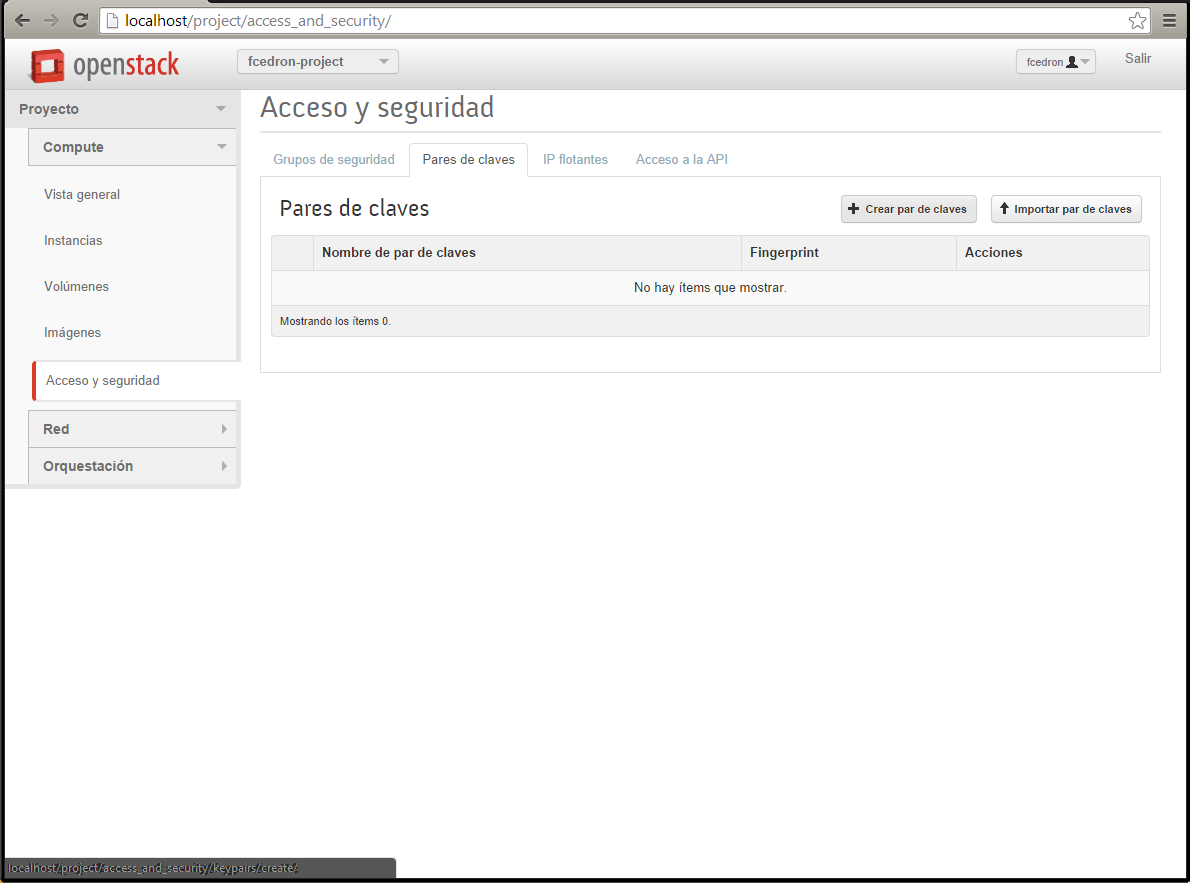 localhost/project/access_and_security/
openstack
fcedron-project
fcedron
Salir
Proyecto
Compute
Vista general
Instancias
Volúmenes
Imágenes
Acceso y seguridad
Red
Orquestación
Acceso y seguridad
Grupos de seguridad Pares de claves IP flotantes Acceso a la API
Pares de claves
Crear par de claves Importar par de claves
Nombre de par de claves Fingerprint Acciones
No hay ítems que mostrar.
Mostrando los ítems 0.
localhost/project/access_and_security/keypairs/create/